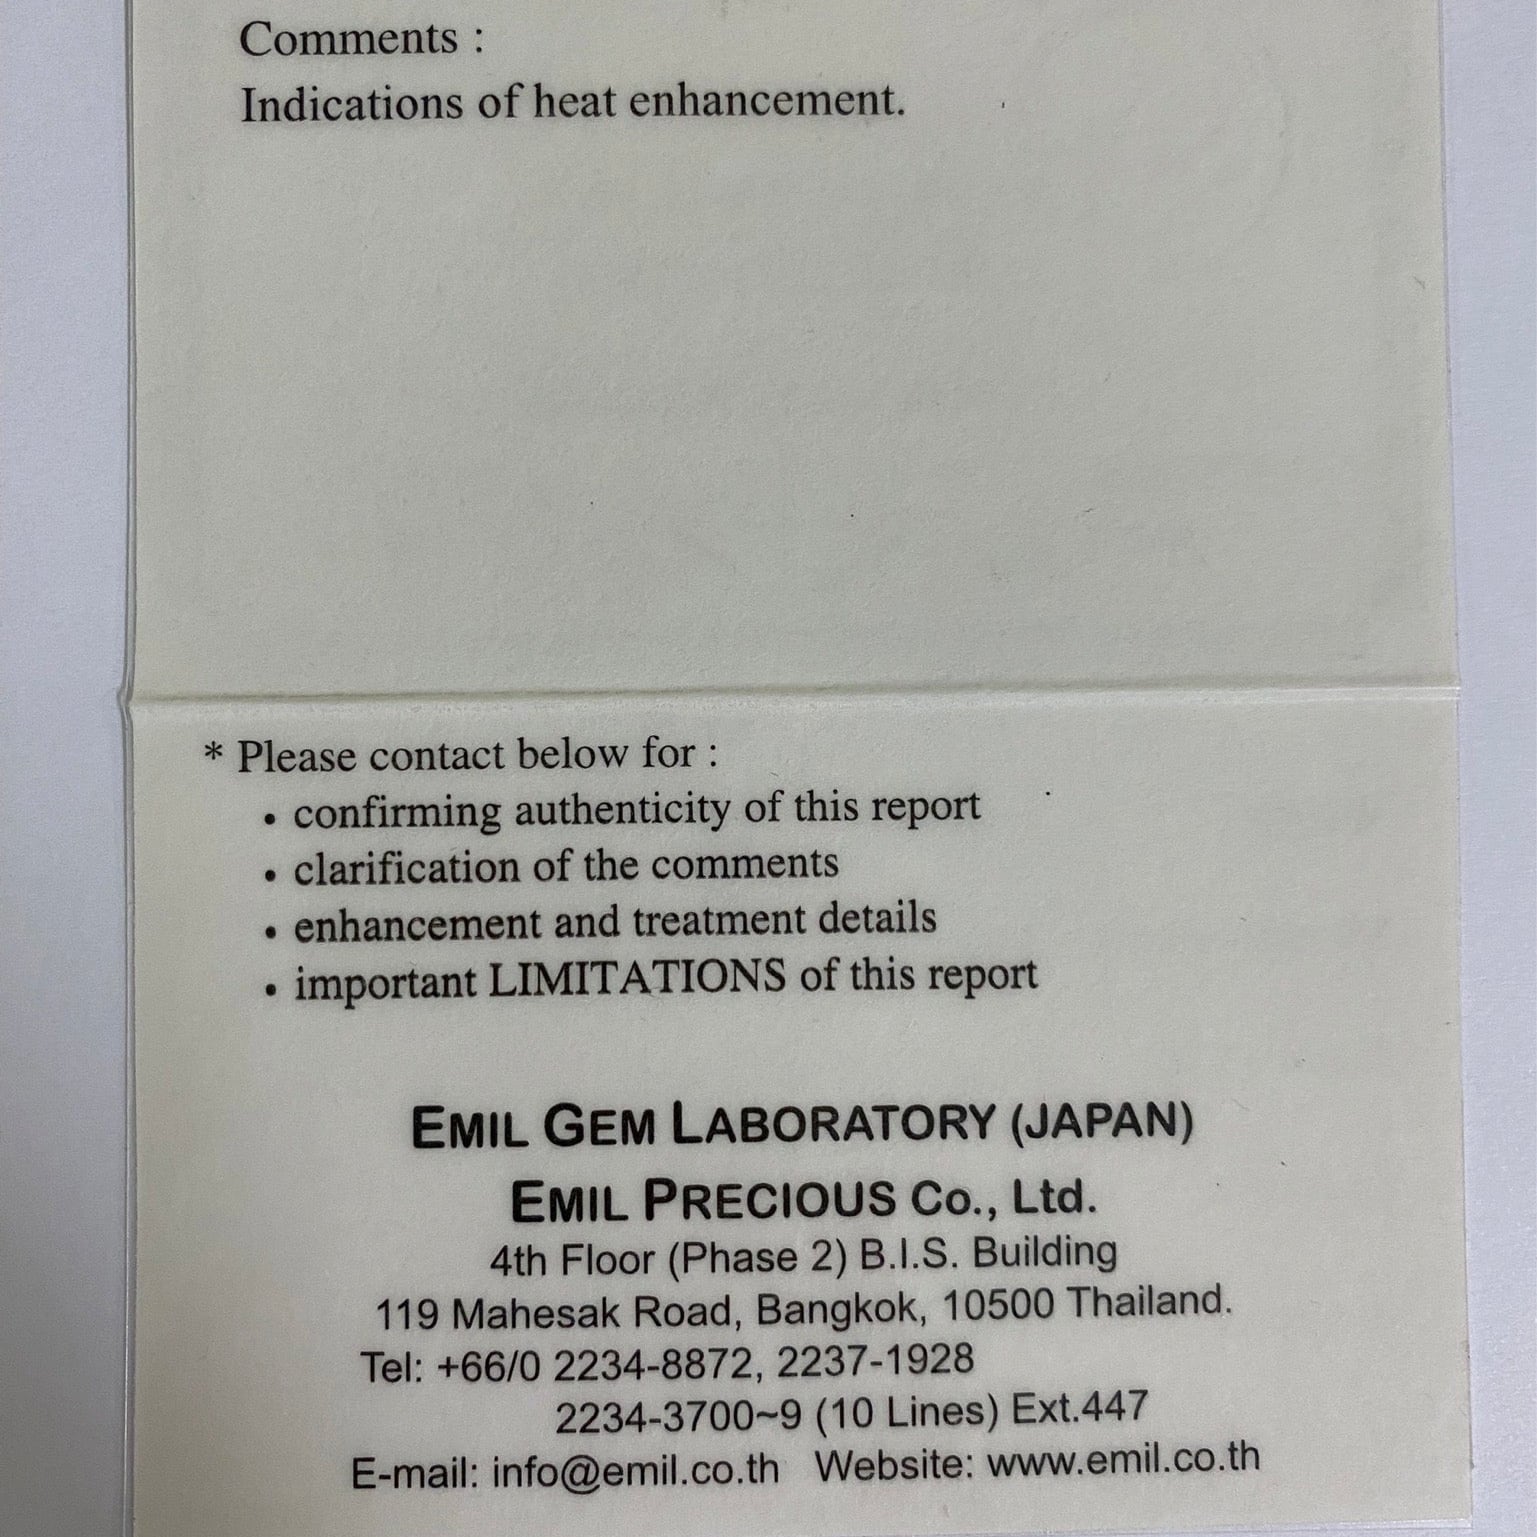 Comments :
Indications of heat enhancement.
* Please contact below for :
• confirming authenticity of this report
• clarification of the comments
• enhancement and treatment details
• important LIMITATIONS of this report
EMIL GEM LABORATORY (JAPAN)
EMIL PRECIOUS Co., Ltd.
4th Floor (Phase 2) B.I.S. Building
119 Mahesak Road, Bangkok, 10500 Thailand.
Tel: +66/0 2234-8872, 2237-1928
2234-3700~9 (10 Lines) Ext.447
E-mail: info@emil.co.th Website: www.emil.co.th